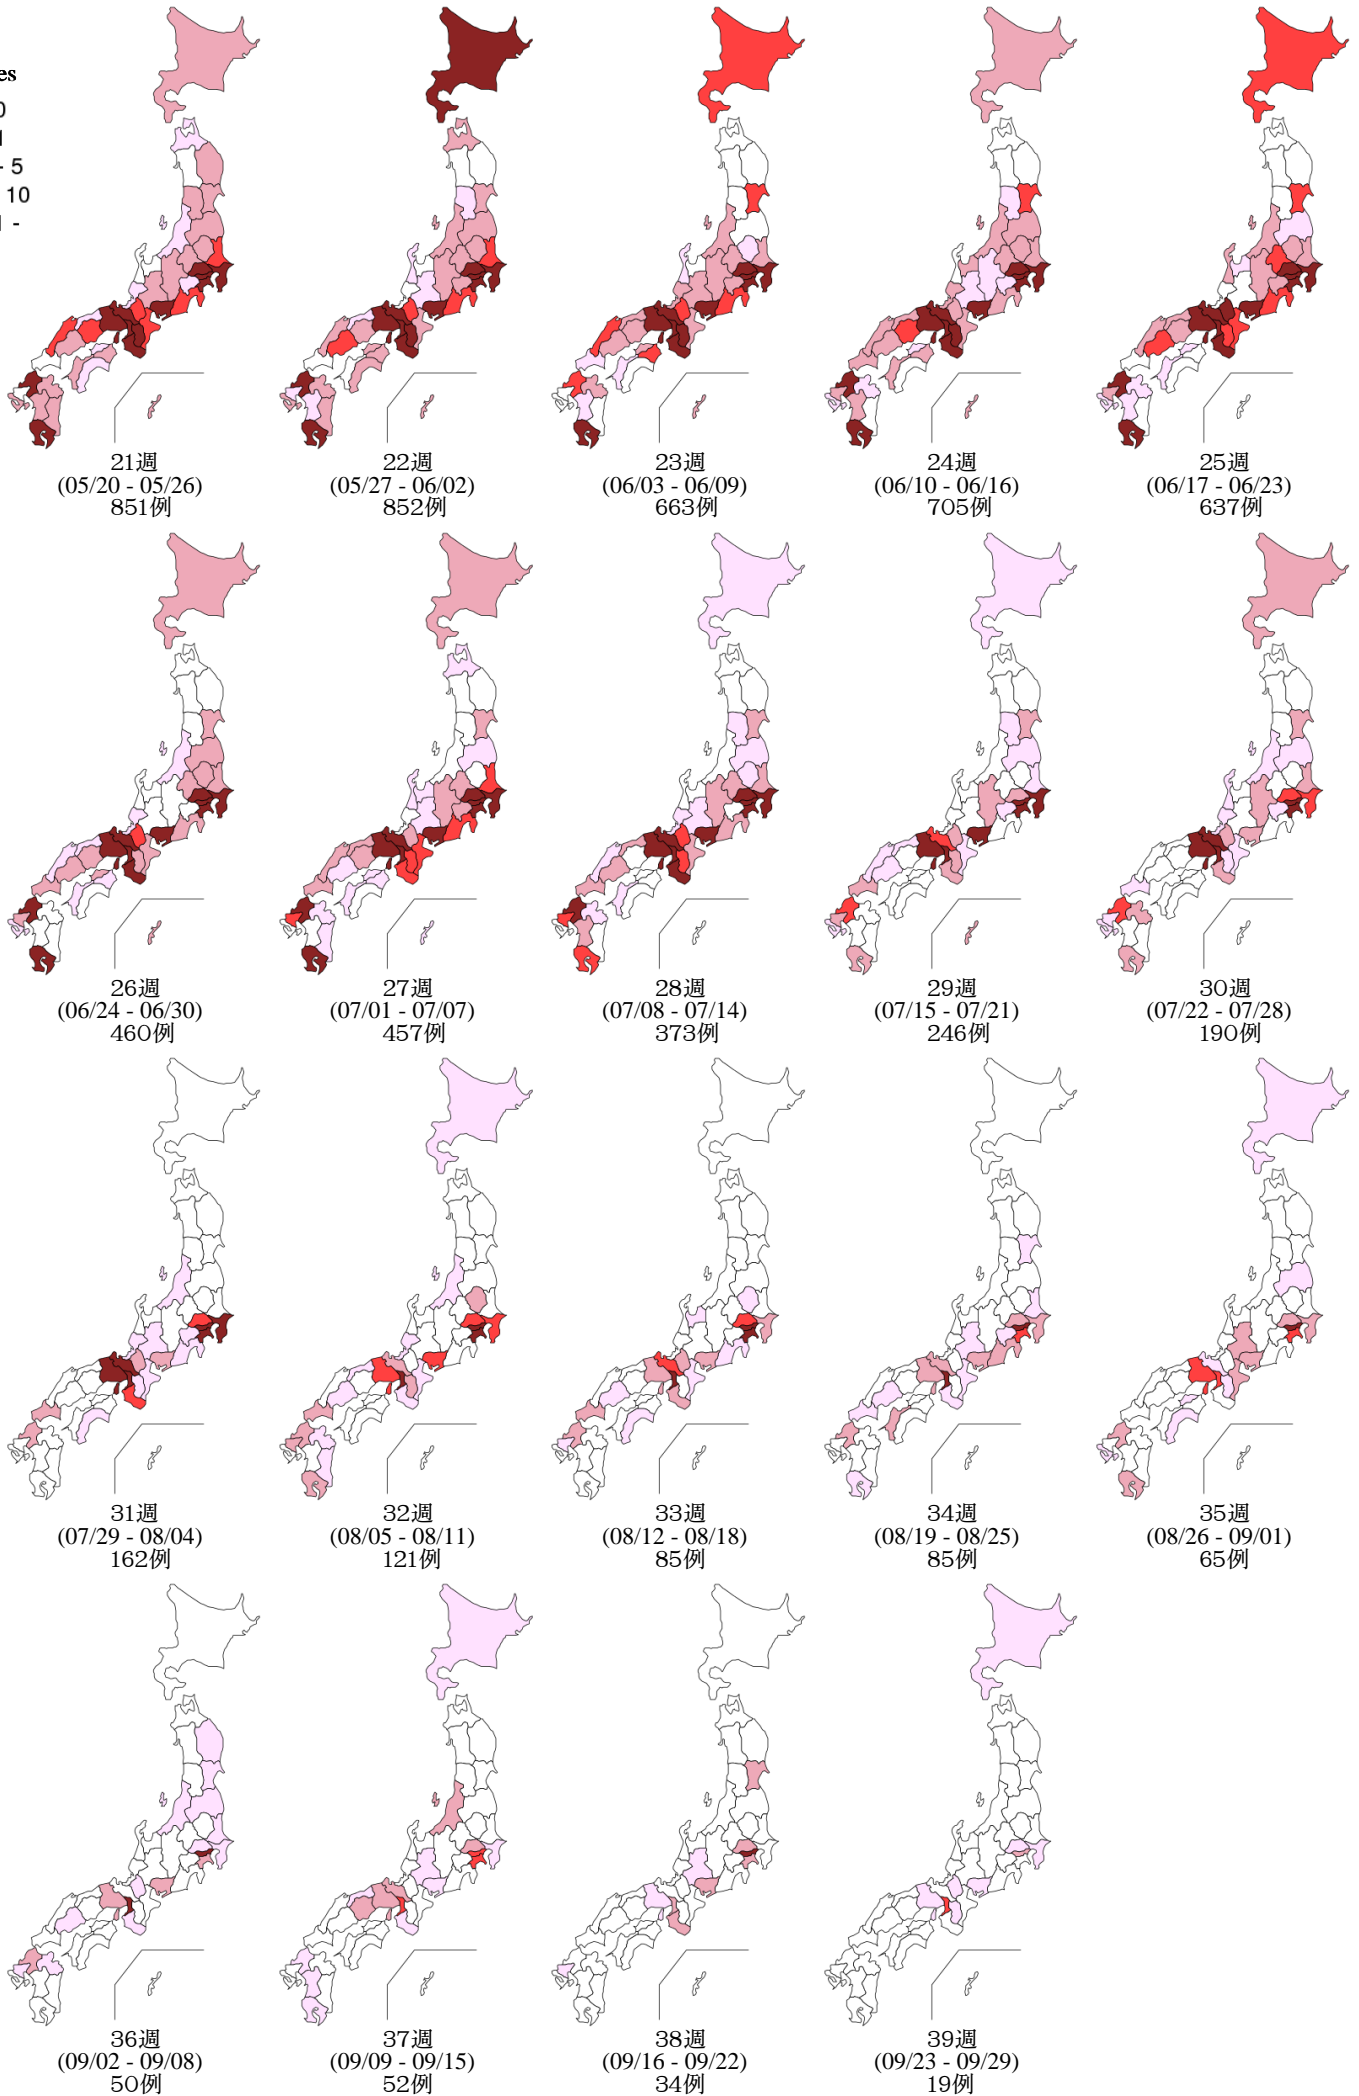 es
0
1
- 5
10
1 -
21週
(05/20 - 05/26)
851例
22週
(05/27 - 06/02)
852例
23週
(06/03 - 06/09)
663例
24週
(06/10 - 06/16)
705例
25週
(06/17 - 06/23)
637例
26週
(06/24 - 06/30)
460例
27週
(07/01 - 07/07)
457例
28週
(07/08 - 07/14)
373例
29週
(07/15 - 07/21)
246例
30週
(07/22 - 07/28)
190例
31週
(07/29 - 08/04)
162例
32週
(08/05 - 08/11)
121例
33週
(08/12 - 08/18)
85例
34週
(08/19 - 08/25)
85例
35週
(08/26 - 09/01)
65例
36週
(09/02 - 09/08)
50例
37週
(09/09 - 09/15)
52例
38週
(09/16 - 09/22)
34例
39週
(09/23 - 09/29)
19例